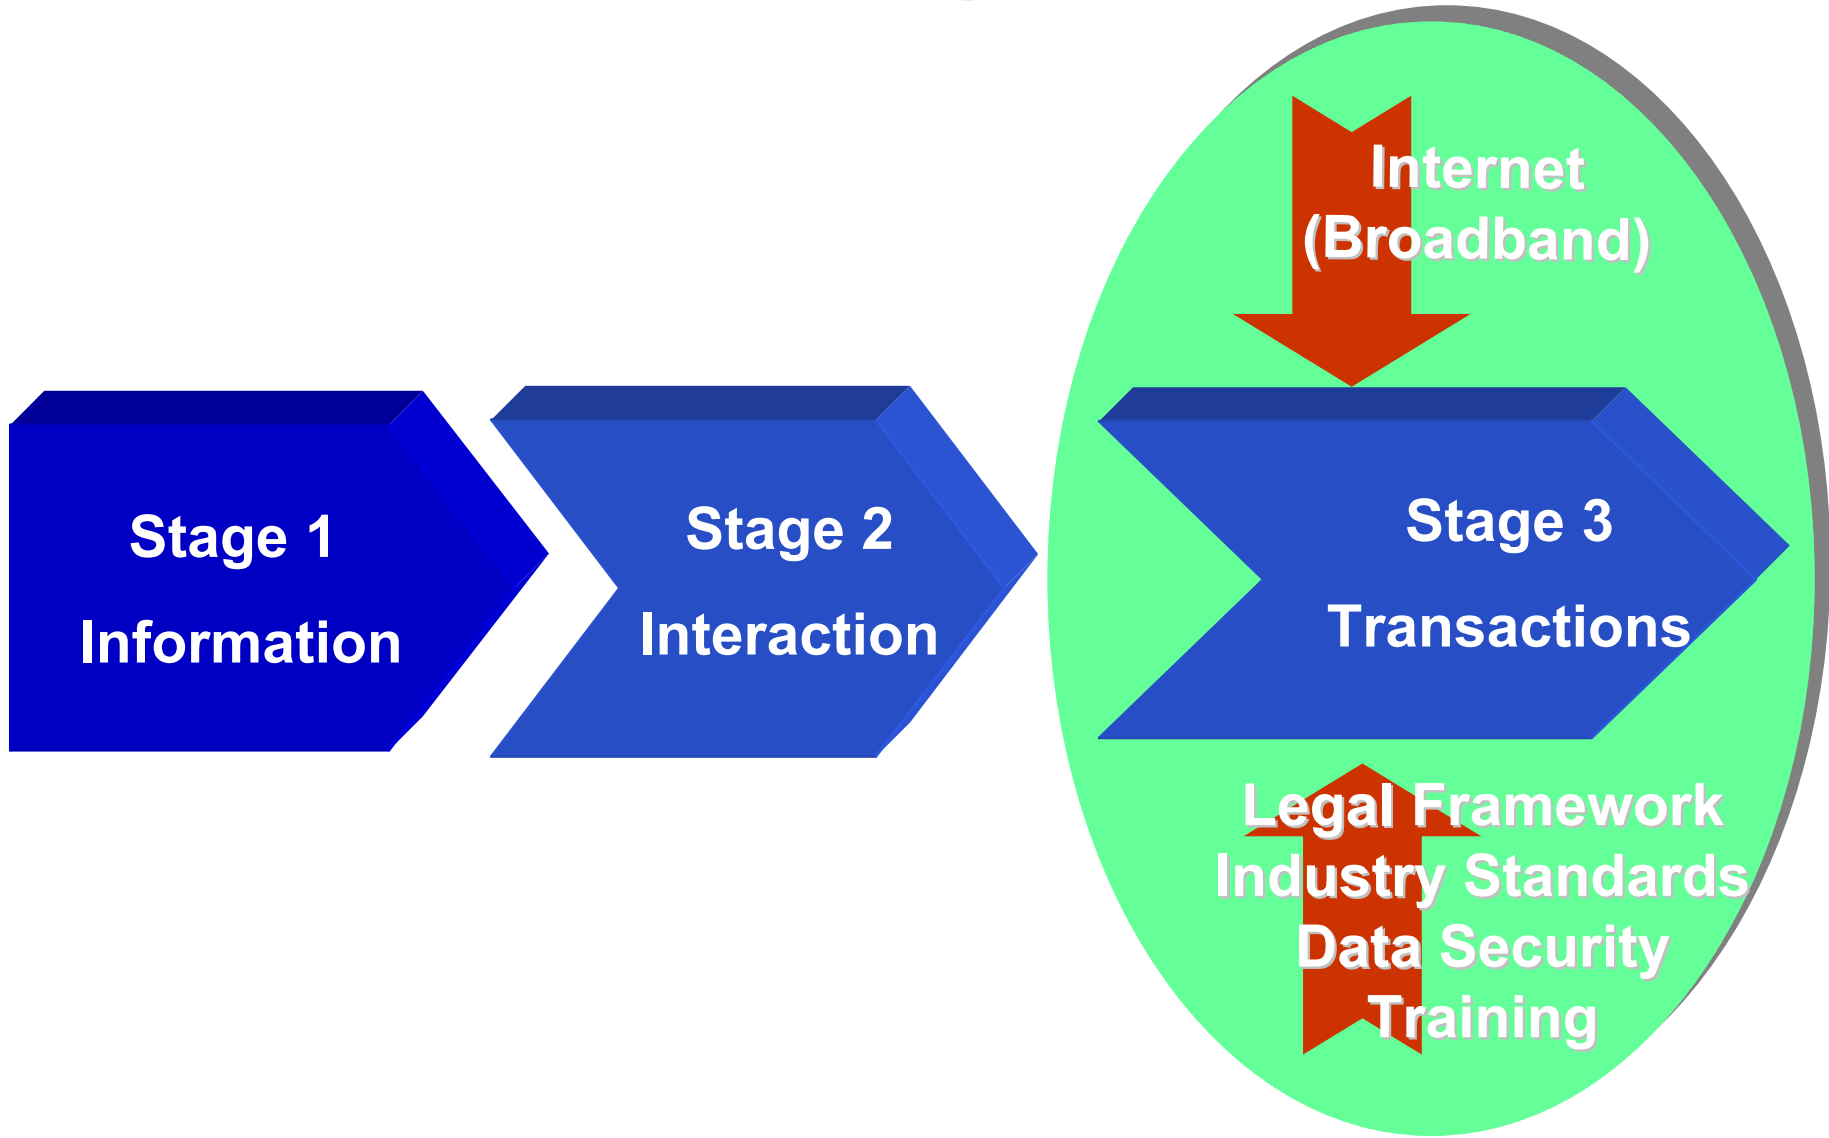 Stage 1
Information
Stage 2
Interaction
Internet
(Broadband)
Stage 3
Transactions
Legal Framework
Industry Standards
Data Security
Training